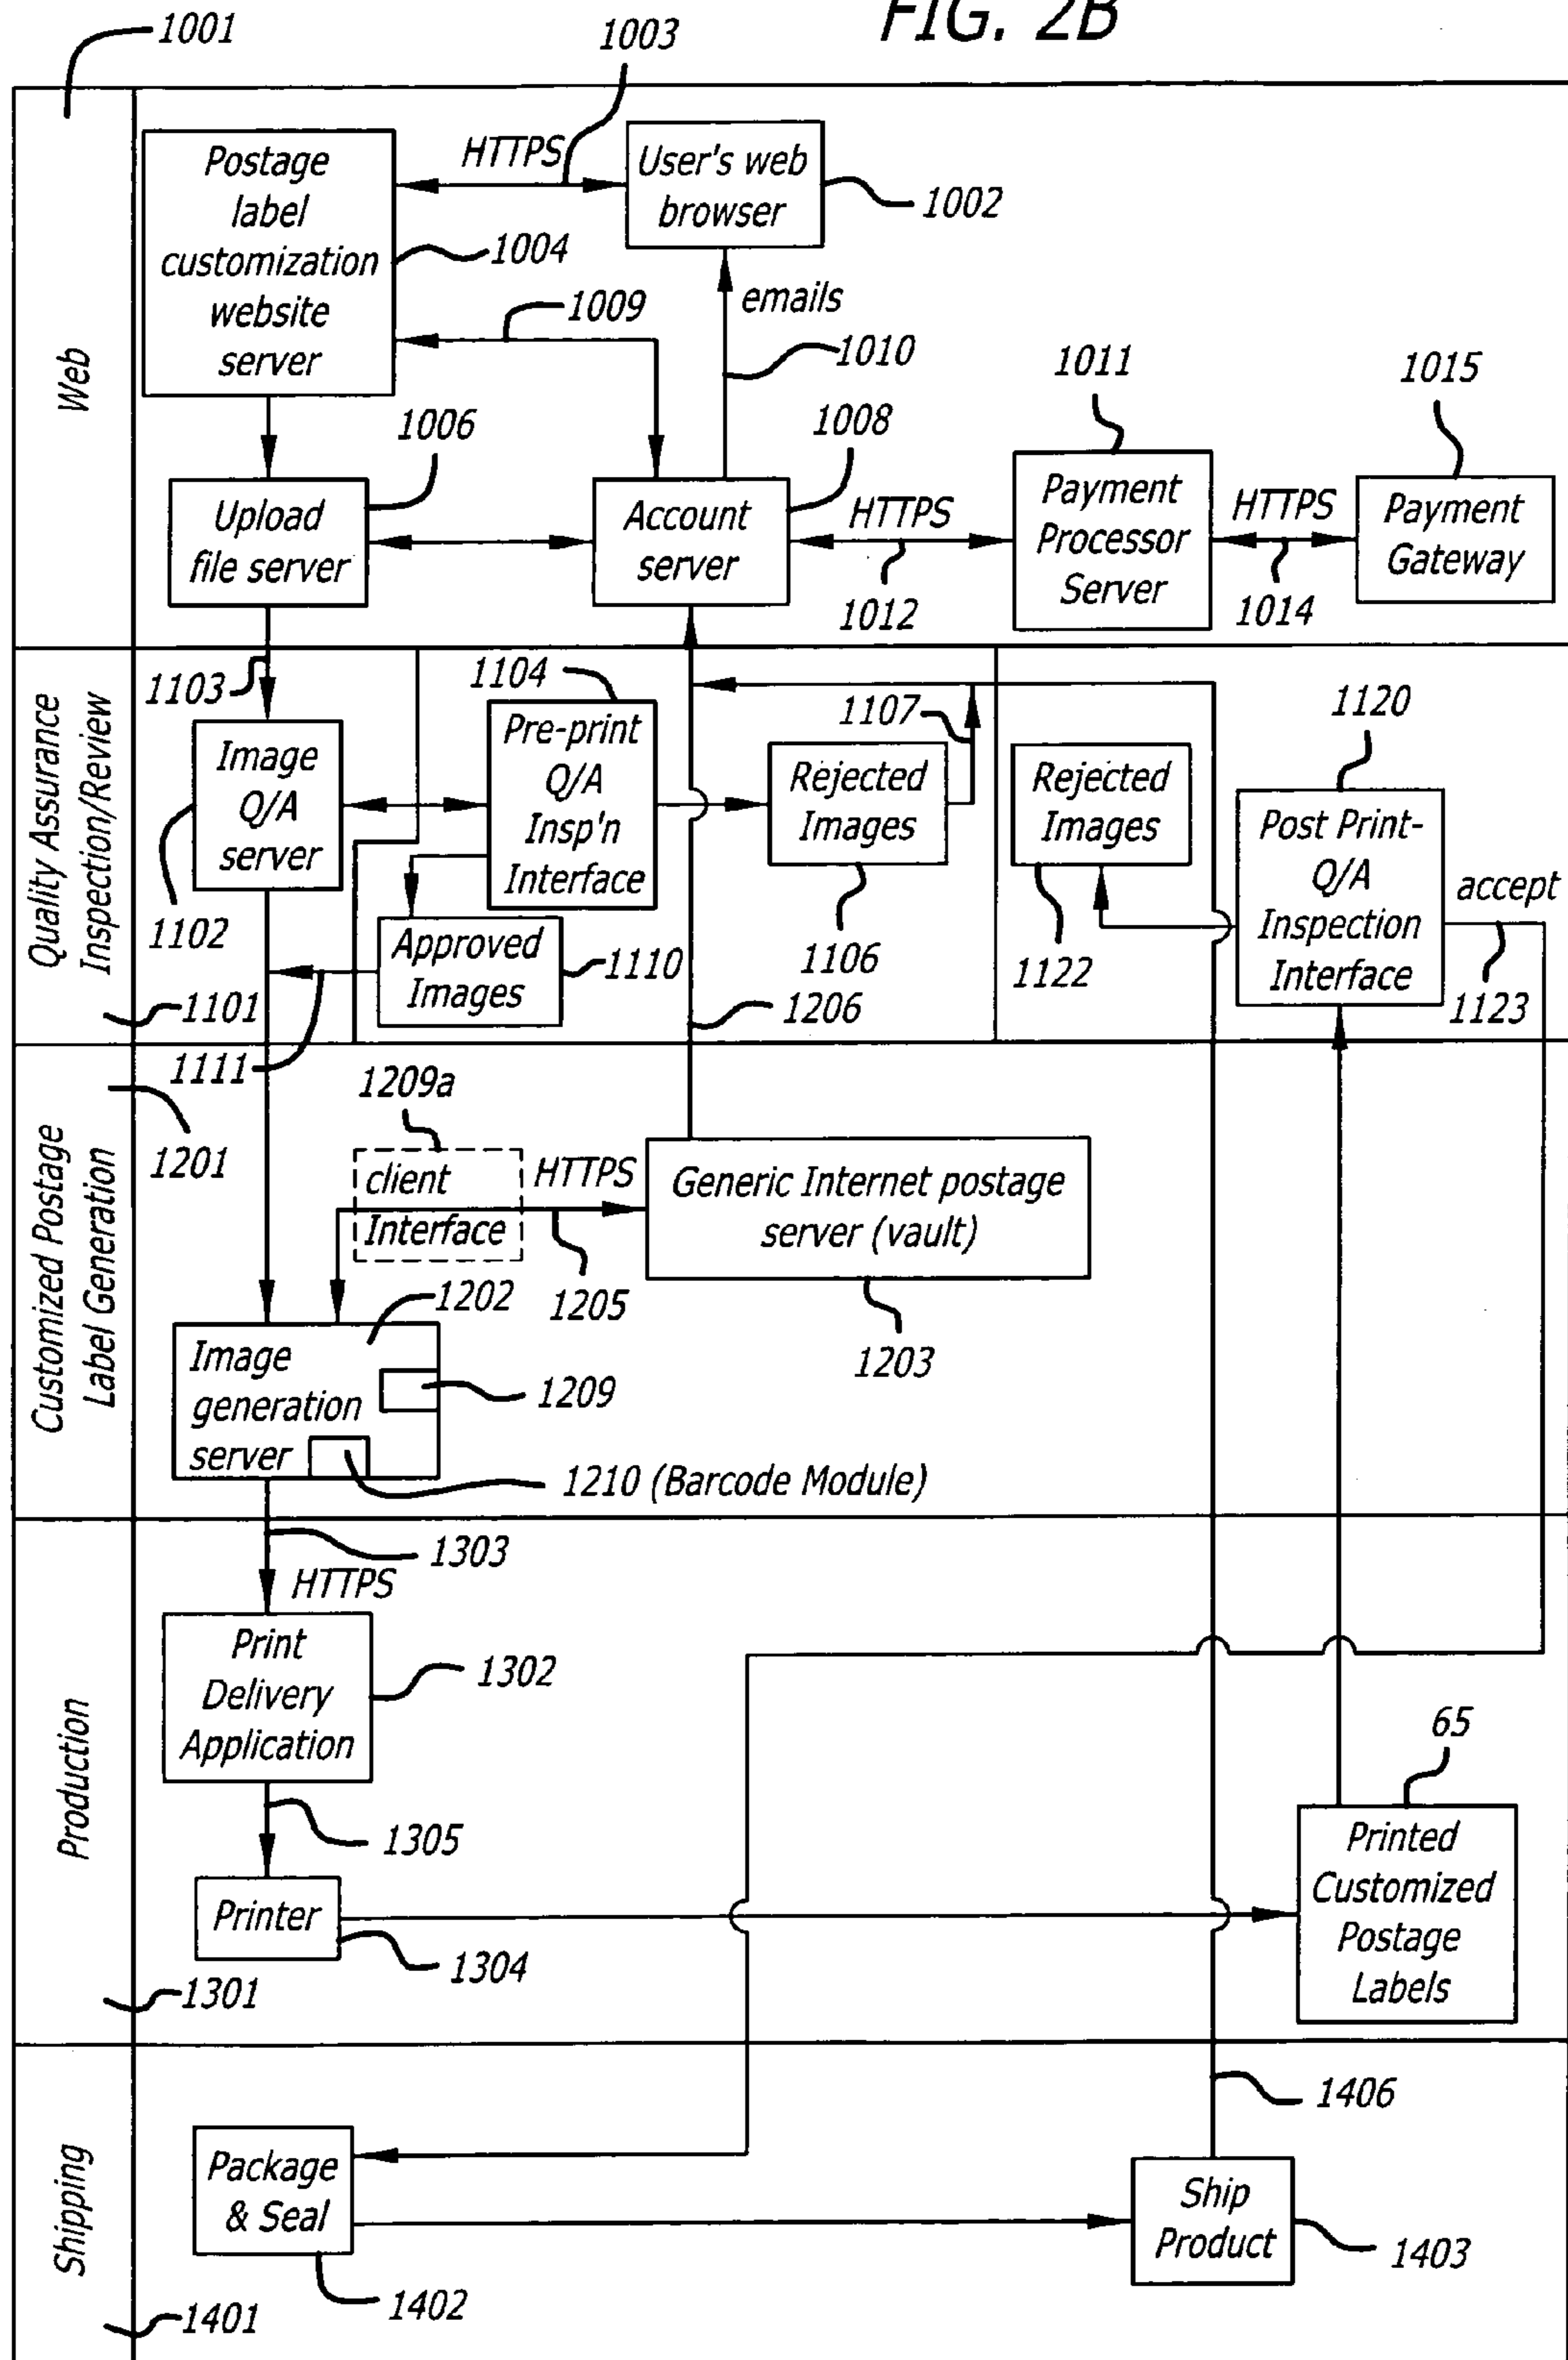 FIG. 2B
1001
1003
Web
Postage
label
customization
website
server
HTTPS
User's web
browser
1002
1004
1009
emails
1010
1006
1008
1011
1015
Upload
file server
Account
server
HTTPS
1012
Payment
Processor
Server
HTTPS
1014
Payment
Gateway
Quality Assurance
Inspection/Review
1103
1104
1107
1120
Image
Q/A
server
Pre-print
Q/A
Insp'n
Interface
Rejected
Images
Rejected
Images
Post Print-
Q/A
Inspection
Interface
accept
1102
Approved
Images
1110
1106
1122
1123
1101
1206
1111
Customized Postage
Label Generation
1201
1209a
client
Interface
HTTPS
1205
Generic Internet postage
server (vault)
1203
1202
Image
generation
server
1209
1210 (Barcode Module)
Production
1303
HTTPS
Print
Delivery
Application
1302
65
1305
Printed
Customized
Postage
Labels
Printer
1304
1301
Shipping
1406
Package
& Seal
Ship
Product
1403
1402
1401